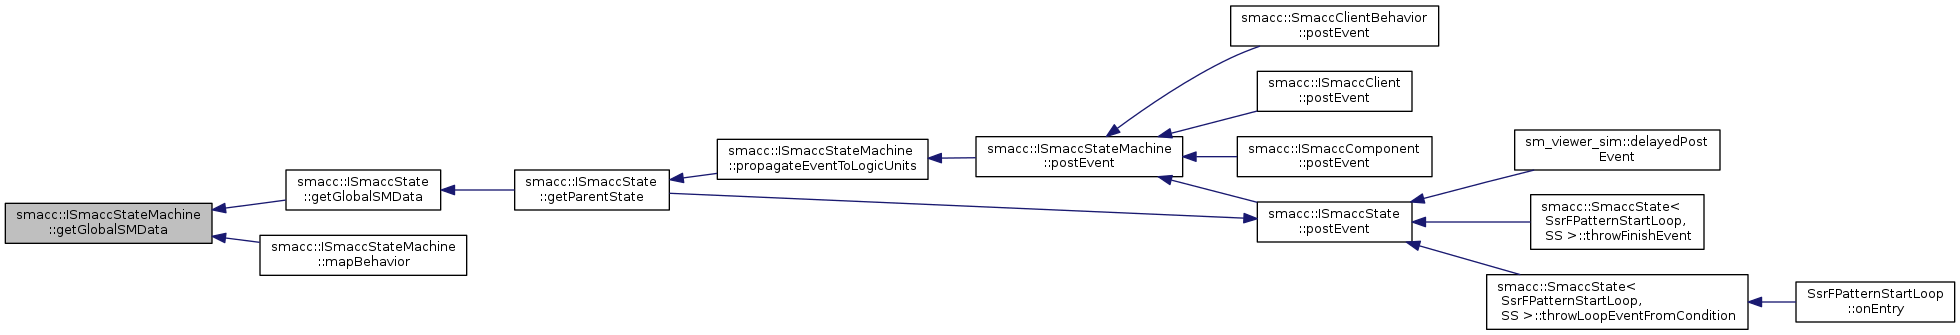 smacc::ISmaccStateMachine
::getGlobalSMData
smacc::ISmaccState
::getGlobalSMData
smacc::ISmaccStateMachine
::mapBehavior
smacc::ISmaccState
::getParentState
smacc::ISmaccStateMachine
::propagateEventToLogicUnits
smacc::ISmaccStateMachine
::postEvent
smacc::SmaccClientBehavior
::postEvent
smacc::ISmaccClient
::postEvent
smacc::ISmaccComponent
::postEvent
smacc::ISmaccState
::postEvent
sm_viewer_sim::delayedPost
Event
smacc::SmaccState<
SsrFPatternStartLoop,
SS >::throwFinishEvent
smacc::SmaccState<
SsrFPatternStartLoop,
SS >::throwLoopEventFromCondition
SsrFPatternStartLoop
::onEntry